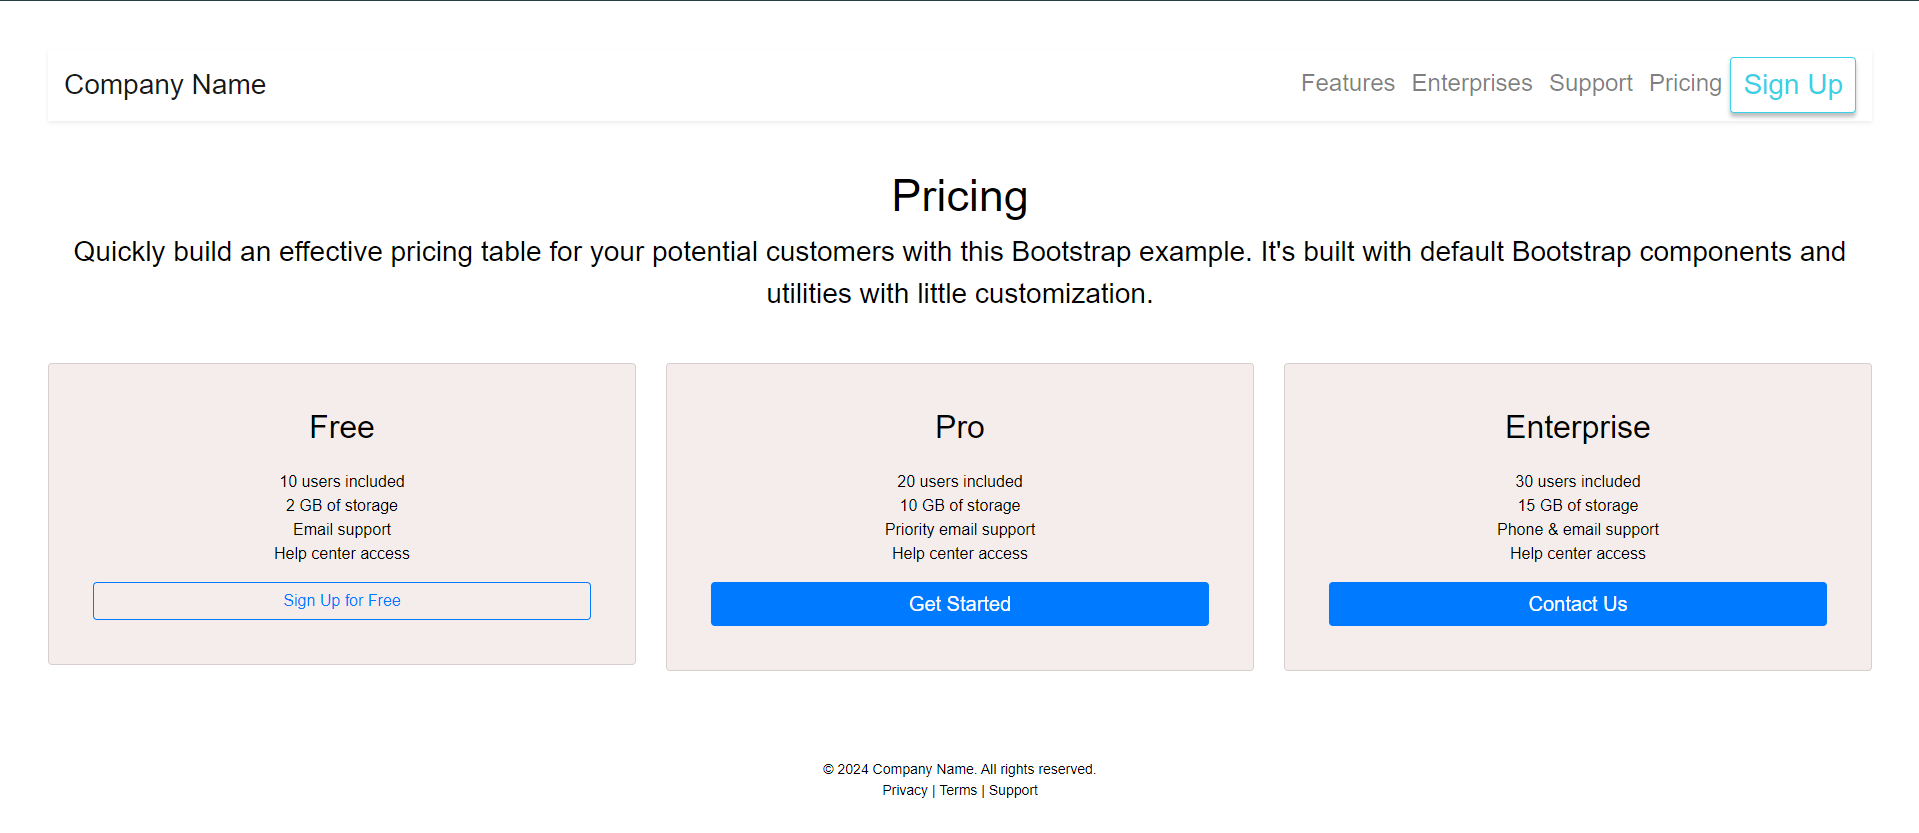 Company Name
Features Enterprises Support Pricing Sign Up
Pricing
Quickly build an effective pricing table for your potential customers with this Bootstrap example. It's built with default Bootstrap components and
utilities with little customization.
Free
10 users included
2 GB of storage
Email support
Help center access
Sign Up for Free
Pro
20 users included
10 GB of storage
Priority email support
Help center access
Get Started
Enterprise
30 users included
15 GB of storage
Phone & email support
Help center access
Contact Us
© 2024 Company Name. All rights reserved.
Privacy | Terms | Support